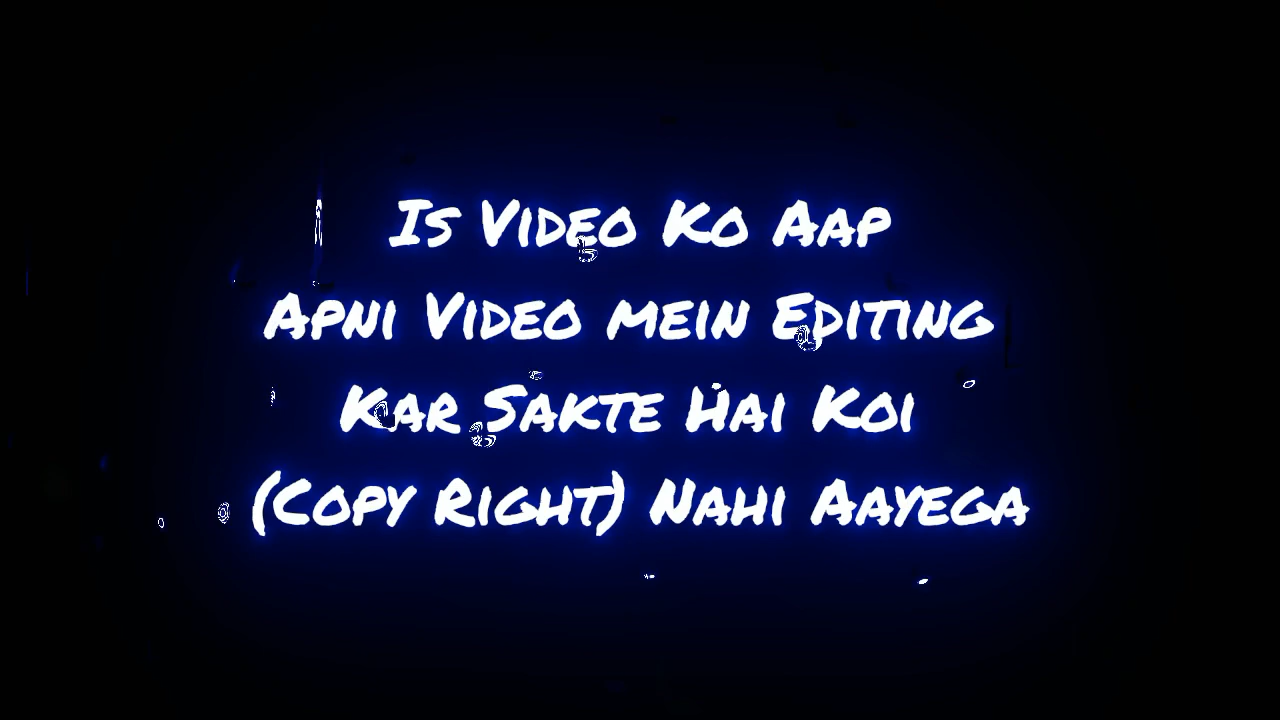 Is Video Ko Aap
Apni Video mein Editing
Kar Sakte Hai Koi
(Copy Right) Nahi Aayega